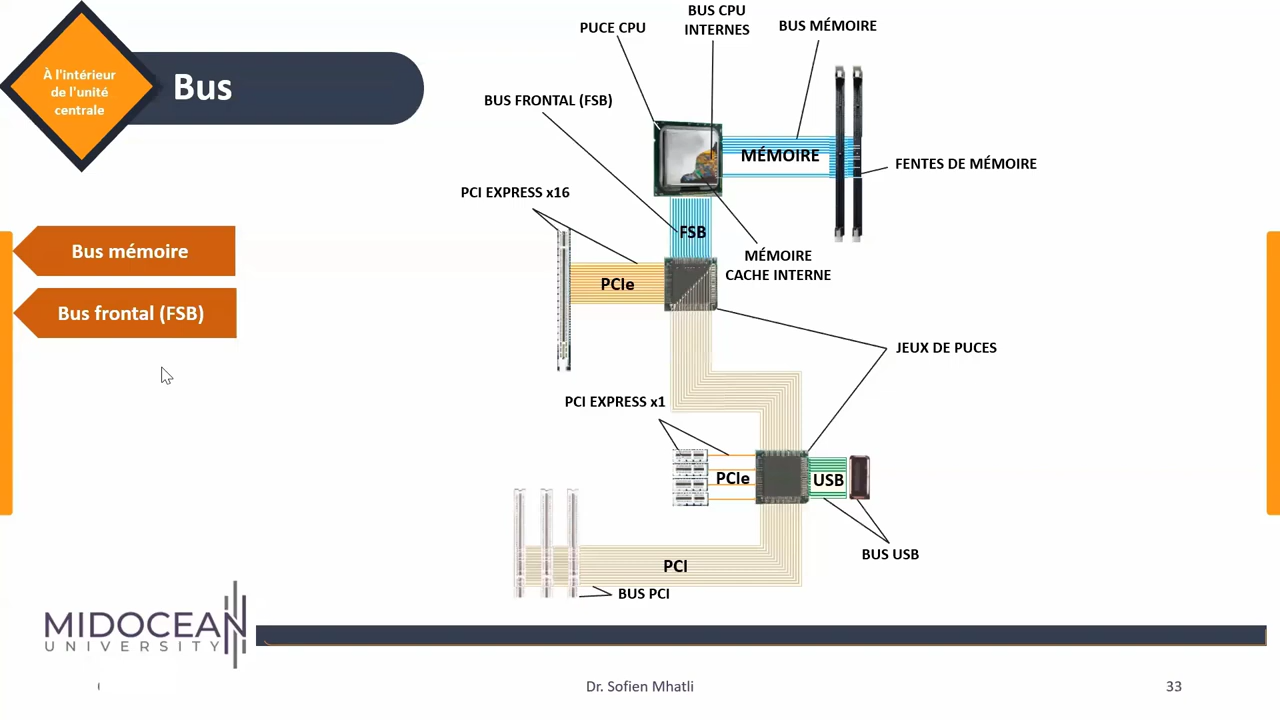 À l'intérieur
de l'unité
centrale
Bus
PUCE CPU
BUS CPU
INTERNES
BUS MÉMOIRE
BUS FRONTAL (FSB)
MÉMOIRE
FENTES DE MÉMOIRE
PCI EXPRESS x16
FSB
MÉMOIRE
CACHE INTERNE
PCIe
JEUX DE PUCES
Bus mémoire
Bus frontal (FSB)
PCI EXPRESS x1
PCIe
USB
BUS USB
PCI
BUS PCI
MIDOCEAN
UNIVERSITY
Dr. Sofien Mhatli
33